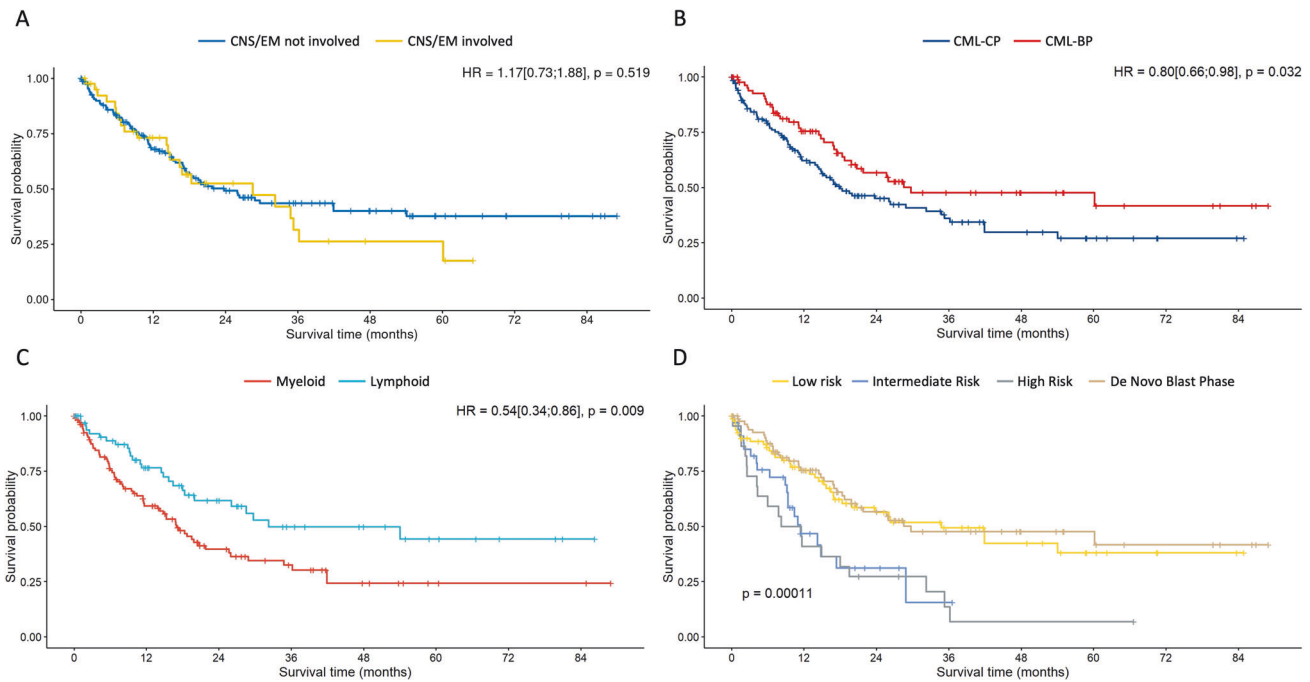 A
CNS/EM not involved CNS/EM involved
HR = 1.17[0.73;1.88], p = 0.519
1.00
0.75
0.50
0.25
0.00
Survival probability
0 12 24 36 48 60 72 84
Survival time (months)
B
CML-CP CML-BP
HR = 0.80[0.66;0.98], p = 0.032
1.00
0.75
0.50
0.25
0.00
Survival probability
0 12 24 36 48 60 72 84
Survival time (months)
C
Myeloid Lymphoid
HR = 0.54[0.34;0.86], p = 0.009
1.00
0.75
0.50
0.25
0.00
Survival probability
0 12 24 36 48 60 72 84
Survival time (months)
D
Low risk Intermediate Risk High Risk De Novo Blast Phase
1.00
0.75
0.50
0.25
0.00
Survival probability
p = 0.00011
0 12 24 36 48 60 72 84
Survival time (months)